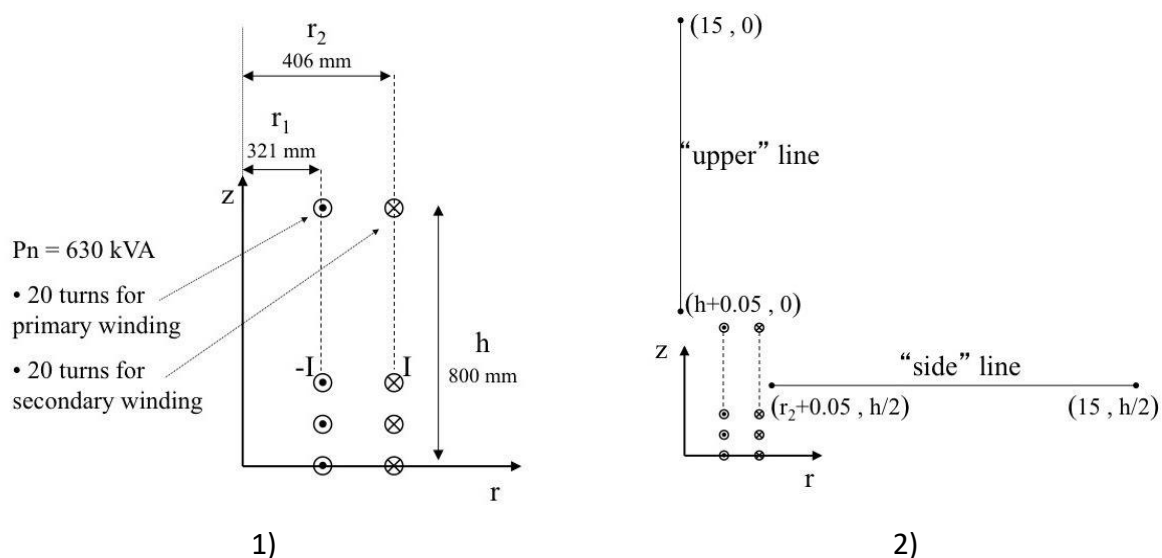 r2
406 mm
r1
321 mm
z
Pn = 630 kVA
• 20 turns for
primary winding
• 20 turns for
secondary winding
-I
I
h
800 mm
r
1)
(15 , 0)
“upper” line
(h+0.05 , 0)
z
“side” line
(r2+0.05 , h/2)
(15 , h/2)
r
2)